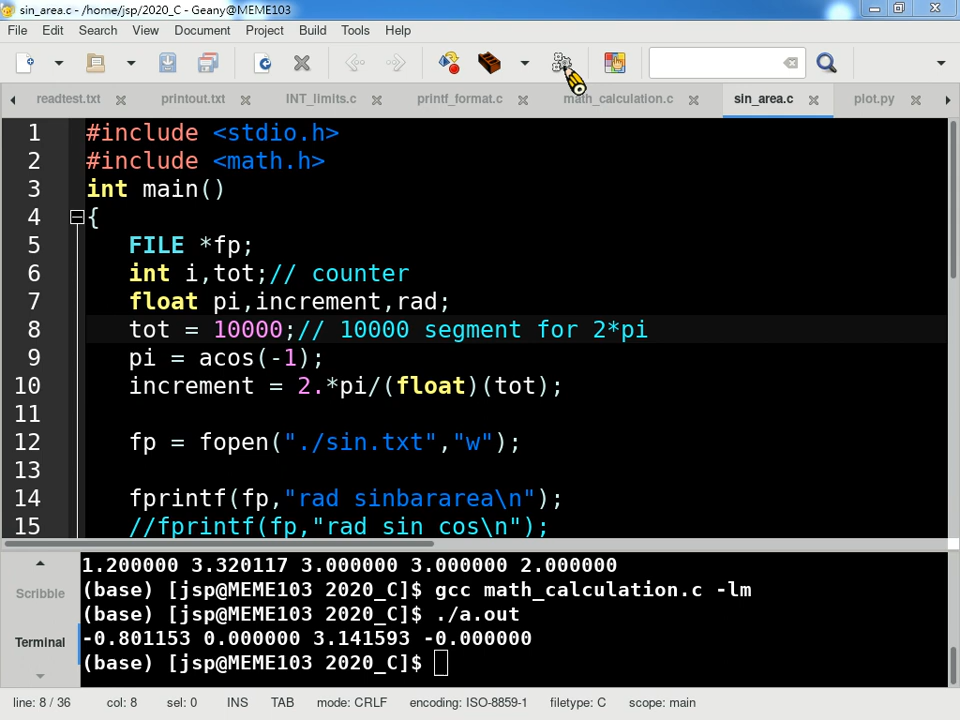 sin_area.c - /home/jsp/2020_C - Geany@MEME103
File Edit Search View Document Project Build Tools Help
readtest.txt printout.txt INT_limits.c printf_format.c math_calculation.c sin_area.c plot.py
1 #include <stdio.h>
2 #include <math.h>
3 int main()
4 {
5 FILE *fp;
6 int i,tot;// counter
7 float pi,increment,rad;
8 tot = 10000;// 10000 segment for 2*pi
9 pi = acos(-1);
10 increment = 2.*pi/(float)(tot);
11
12 fp = fopen("./sin.txt","w");
13
14 fprintf(fp,"rad sinbararea\n");
15 //fprintf(fp,"rad sin cos\n");
1.200000 3.320117 3.000000 3.000000 2.000000
Scribble (base) [jsp@MEME103 2020_C]$ gcc math_calculation.c -lm
(base) [jsp@MEME103 2020_C]$ ./a.out
Terminal -0.801153 0.000000 3.141593 -0.000000
(base) [jsp@MEME103 2020_C]$
line: 8 / 36 col: 8 sel: 0 INS TAB mode: CRLF encoding: ISO-8859-1 filetype: C scope: main